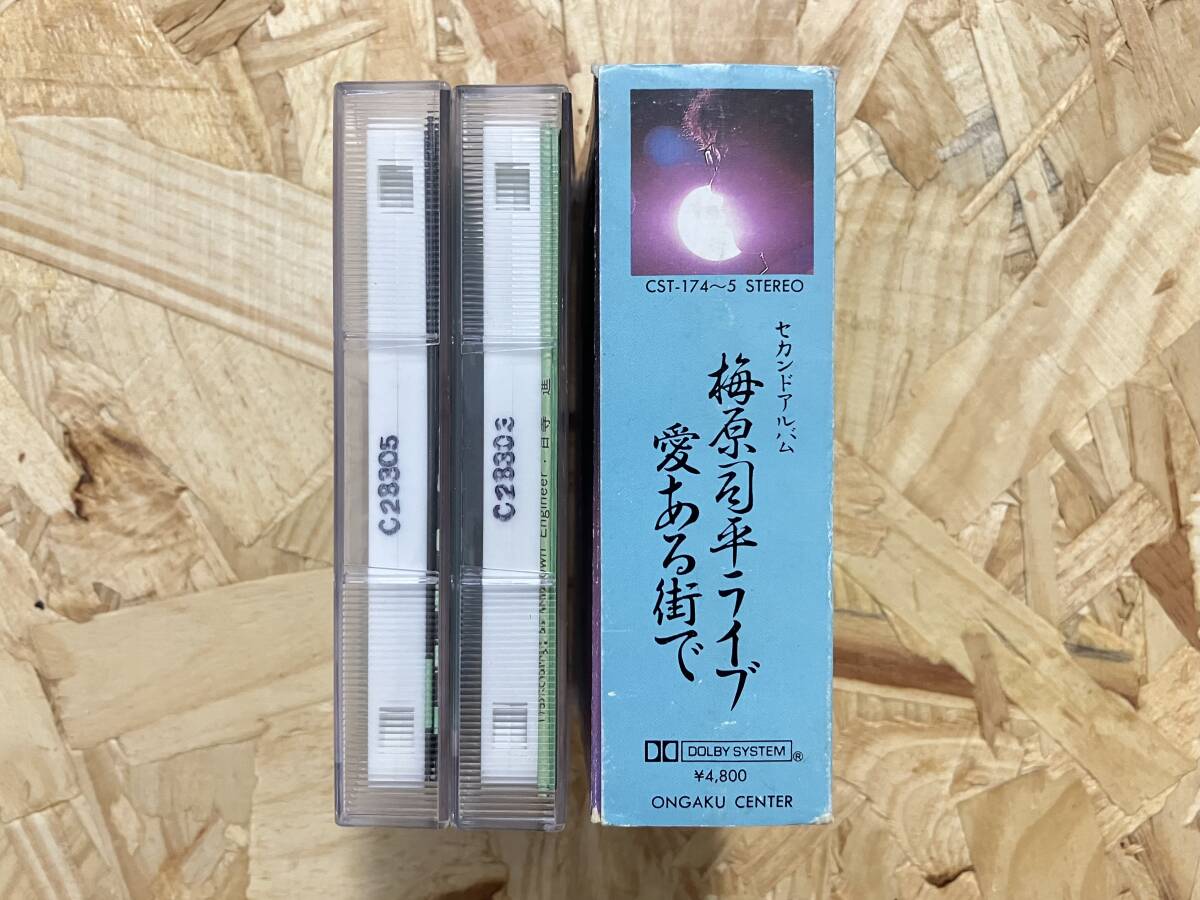 C28305
C28303
Engineer・
CST-174〜5 STEREO
セカンドアルバム
梅原司平ライブ
愛ある街で
DOLBY SYSTEM®
¥4,800
ONGAKU CENTER